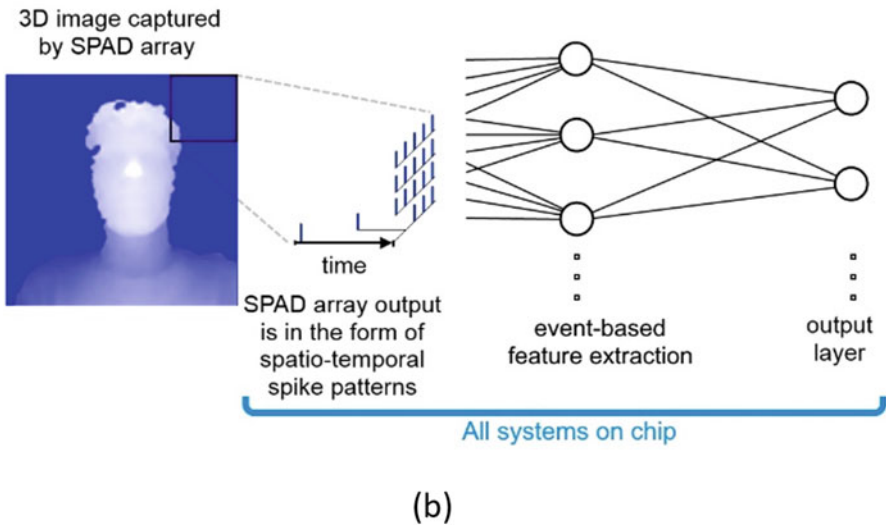 3D image captured
by SPAD array
time
SPAD array output
is in the form of
spatio-temporal
spike patterns
event-based
feature extraction
output
layer
All systems on chip
(b)